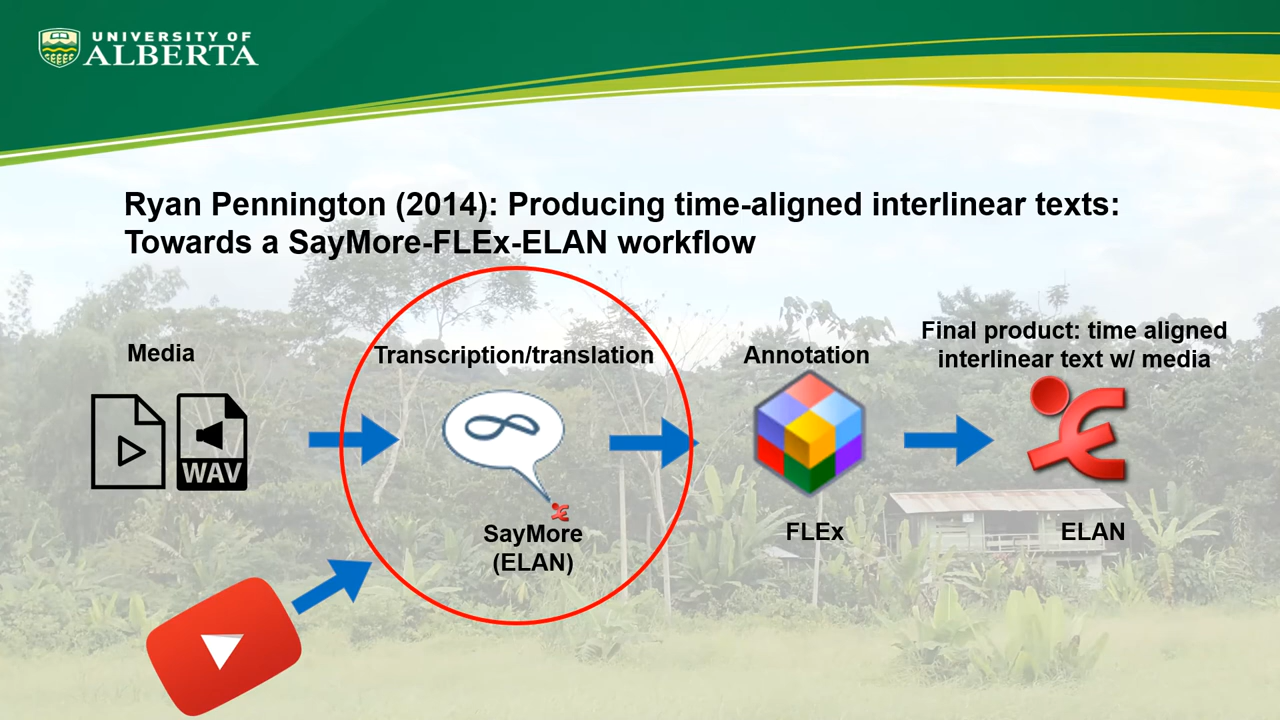 UNIVERSITY OF
ALBERTA
Ryan Pennington (2014): Producing time-aligned interlinear texts:
Towards a SayMore-FLEx-ELAN workflow
Media
Transcription/translation
Annotation
Final product: time aligned
interlinear text w/ media
WAV
SayMore
(ELAN)
FLEx
ELAN